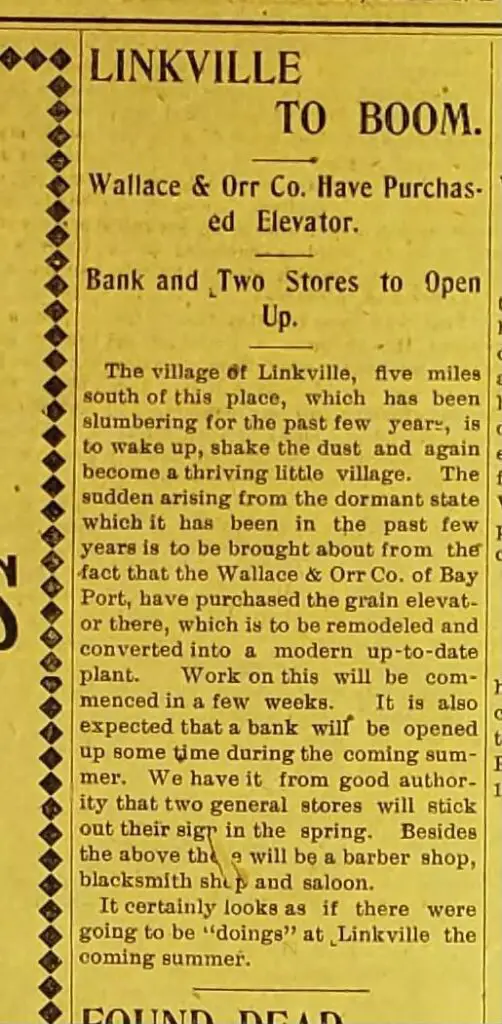 LINKVILLE
TO BOOM.
Wallace & Orr Co. Have Purchas-
ed Elevator.
Bank and Two Stores to Open
Up.
The village of Linkville, five miles
south of this place, which has been
slumbering for the past few years, is
to wake up, shake the dust and again
become a thriving little village. The
sudden arising from the dormant state
which it has been in the past few
years is to be brought about from the
fact that the Wallace & Orr Co. of Bay
Port, have purchased the grain elevat-
or there, which is to be remodeled and
converted into a modern up-to-date
plant. Work on this will be com-
menced in a few weeks. It is also
expected that a bank will be opened
up some time during the coming sum-
mer. We have it from good author-
ity that two general stores will stick
out their sign in the spring. Besides
the above there will be a barber shop,
blacksmith shop and saloon.
It certainly looks as if there were
going to be "doings" at Linkville the
coming summer.
FOUND DEAD